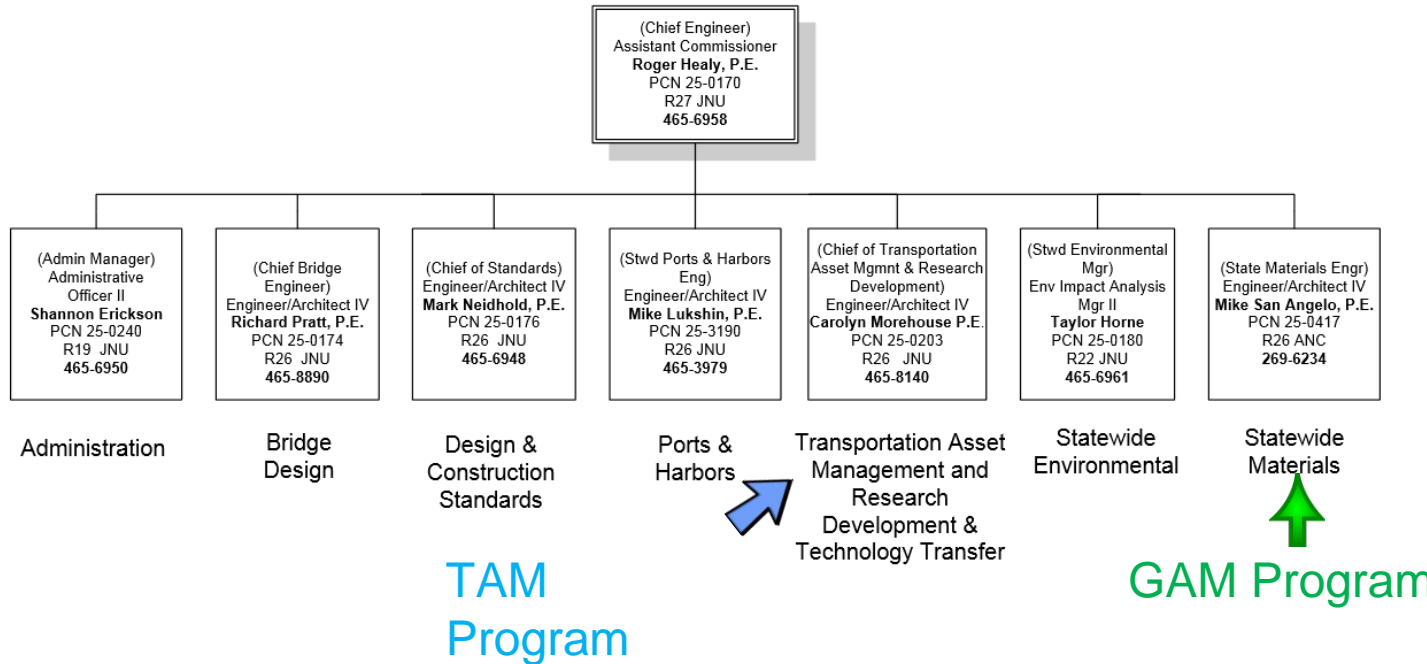 (Chief Engineer)
Assistant Commissioner
Roger Healy, P.E.
PCN 25-0170
R27 JNU
465-6958
(Admin Manager)
Administrative
Officer II
Shannon Erickson
PCN 25-0240
R19 JNU
465-6950
(Chief Bridge
Engineer)
Engineer/Architect IV
Richard Pratt, P.E.
PCN 25-0174
R26 JNU
465-8890
(Chief of Standards)
Engineer/Architect IV
Mark Neidhold, P.E.
PCN 25-0176
R26 JNU
465-6948
(Stwd Ports & Harbors
Eng)
Engineer/Architect IV
Mike Lukshin, P.E.
PCN 25-3190
R26 JNU
465-3979
(Chief of Transportation
Asset Mgmnt & Research
Development)
Engineer/Architect IV
Carolyn Morehouse P.E.
PCN 25-0203
R26 JNU
465-8140
(Stwd Environmental
Mgr)
Env Impact Analysis
Mgr II
Taylor Horne
PCN 25-0180
R22 JNU
465-6961
(State Materials Engr)
Engineer/Architect IV
Mike San Angelo, P.E.
PCN 25-0417
R26 ANC
269-6234
Administration
Bridge
Design
Design &
Construction
Standards
Ports &
Harbors
Transportation Asset
Management and
Research
Development &
Technology Transfer
Statewide
Environmental
Statewide
Materials
TAM
Program
GAM Program